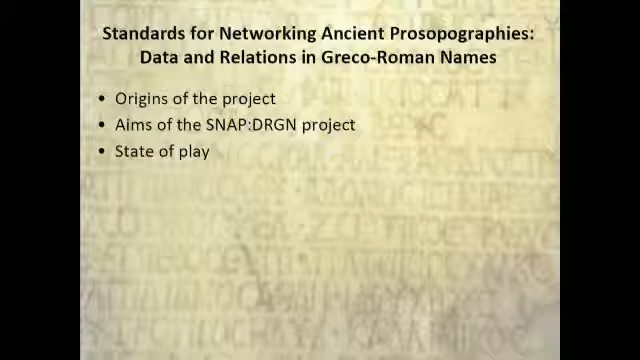 Standards for Networking Ancient Prosopographies:
Data and Relations in Greco-Roman Names
• Origins of the project
• Aims of the SNAP:DRGN project
• State of play